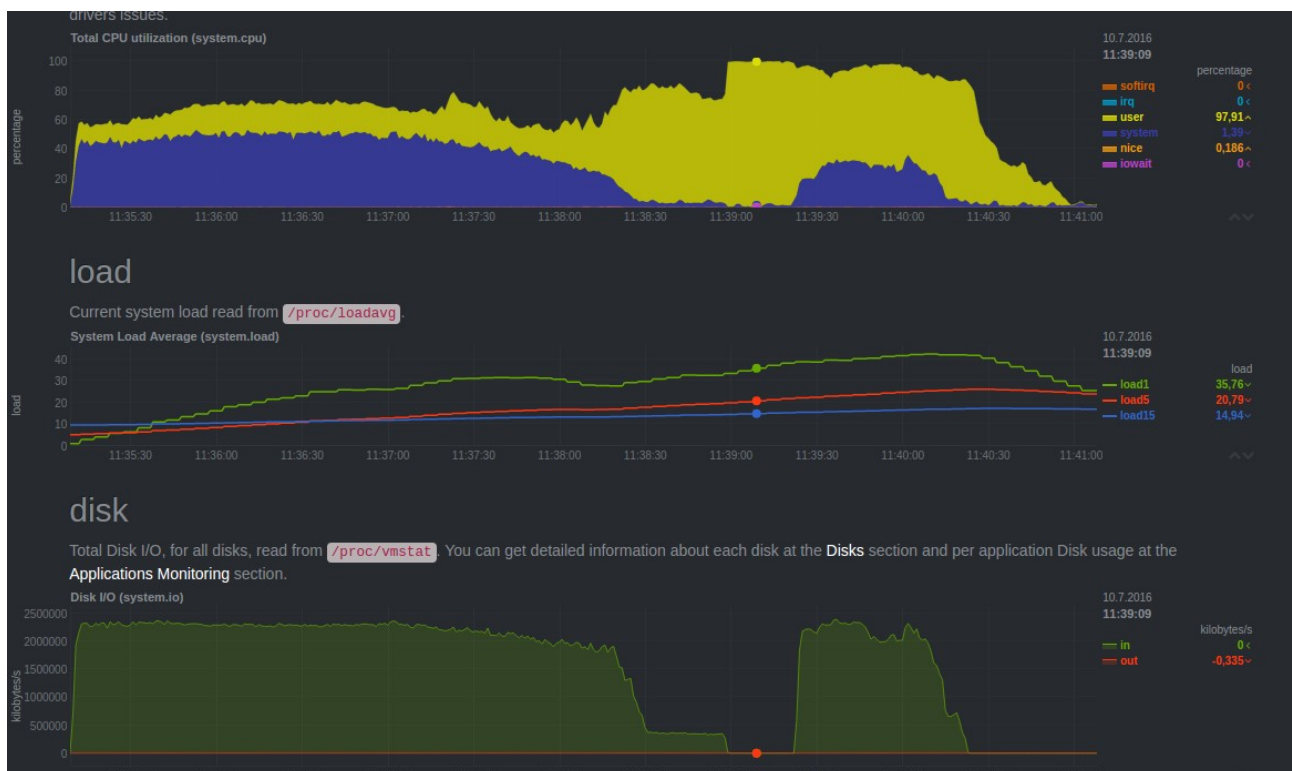 drivers issues.
Total CPU utilization (system.cpu)
10.7.2016
11:39:09
percentage
percentage
100
80
60
40
20
0
softirq 0
irq 0
user 97,91
system 1,39
nice 0,186
iowait 0
11:35:30 11:36:00 11:36:30 11:37:00 11:37:30 11:38:00 11:38:30 11:39:00 11:39:30 11:40:00 11:40:30 11:41:00
load
Current system load read from /proc/loadavg.
System Load Average (system.load)
10.7.2016
11:39:09
load
load
40
30
20
10
0
load1 35,76
load5 20,79
load15 14,94
11:35:30 11:36:00 11:36:30 11:37:00 11:37:30 11:38:00 11:38:30 11:39:00 11:39:30 11:40:00 11:40:30 11:41:00
disk
Total Disk I/O, for all disks, read from /proc/vmstat. You can get detailed information about each disk at the Disks section and per application Disk usage at the
Applications Monitoring section.
Disk I/O (system.io)
10.7.2016
11:39:09
kilobytes/s
kilobytes/s
2500000
2000000
1500000
1000000
500000
0
in 0
out -0,335